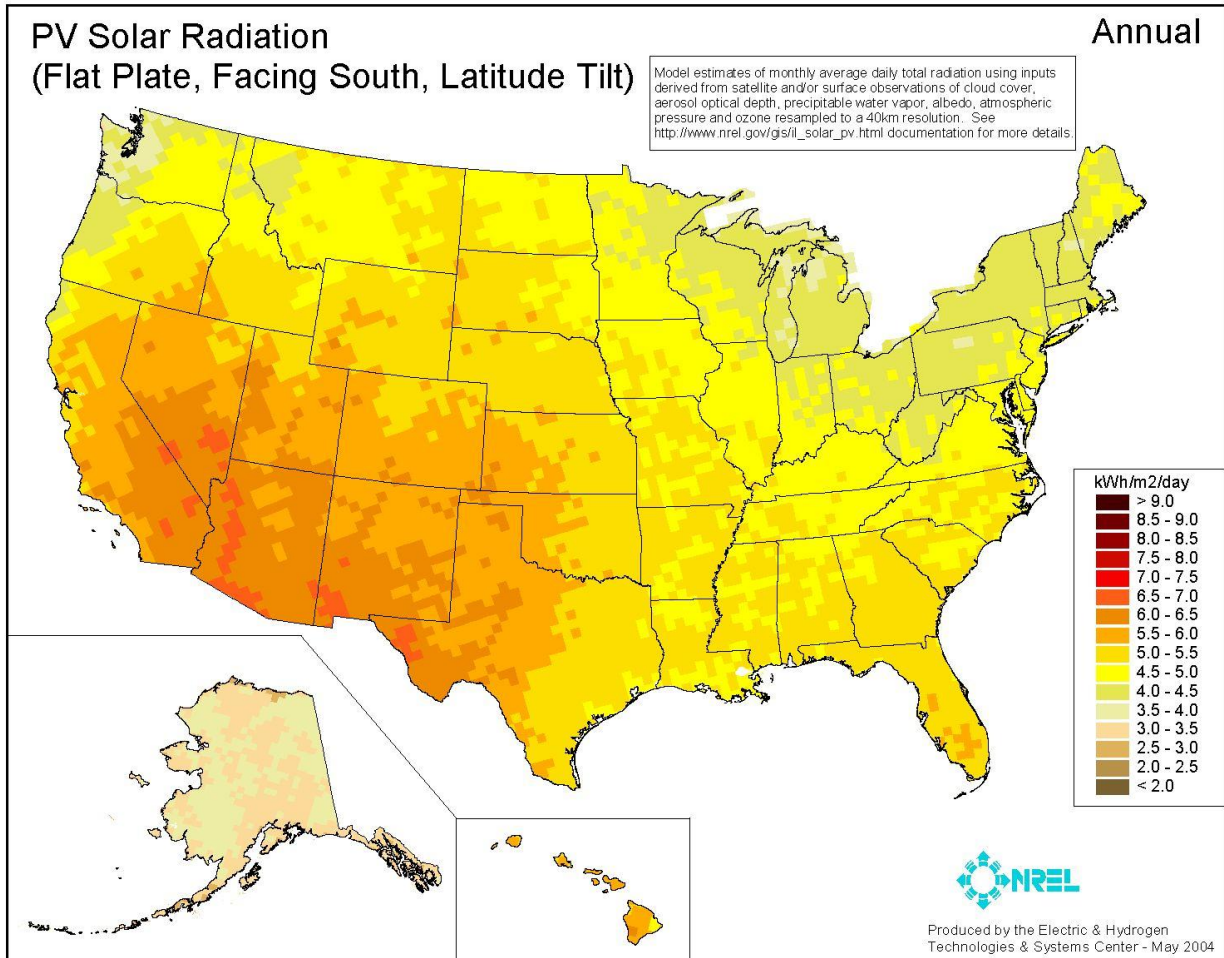 PV Solar Radiation
(Flat Plate, Facing South, Latitude Tilt)
Annual
Model estimates of monthly average daily total radiation using inputs
derived from satellite and/or surface observations of cloud cover,
aerosol optical depth, precipitable water vapor, albedo, atmospheric
pressure and ozone resampled to a 40km resolution. See
http://www.nrel.gov/gis/il_solar_pv.html documentation for more details.
kWh/m2/day
> 9.0
8.5 - 9.0
8.0 - 8.5
7.5 - 8.0
7.0 - 7.5
6.5 - 7.0
6.0 - 6.5
5.5 - 6.0
5.0 - 5.5
4.5 - 5.0
4.0 - 4.5
3.5 - 4.0
3.0 - 3.5
2.5 - 3.0
2.0 - 2.5
< 2.0
NREL
Produced by the Electric & Hydrogen
Technologies & Systems Center - May 2004